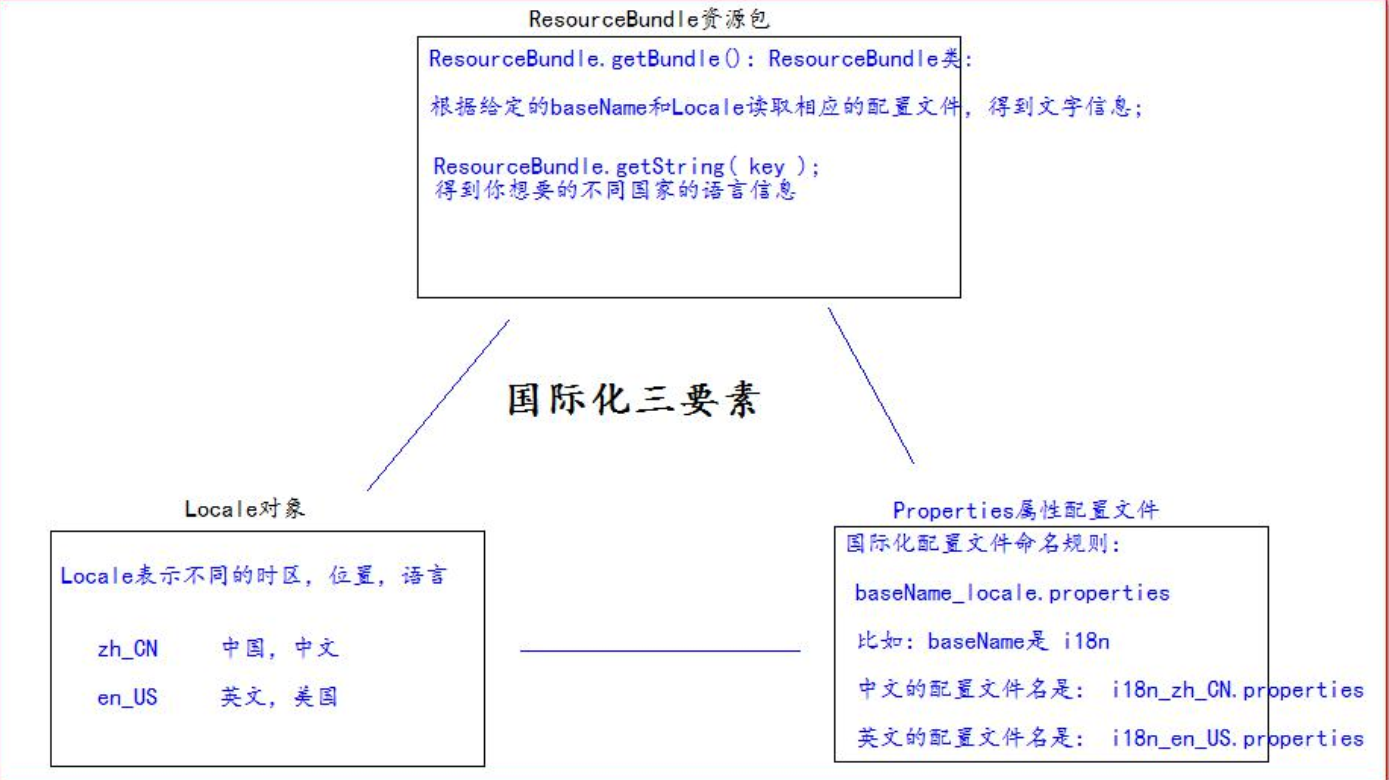 ResourceBundle资源包
ResourceBundle.getBundle(): ResourceBundle类:
根据给定的baseName和Locale读取相应的配置文件，得到文字信息;
ResourceBundle.getString( key );
得到你想要的不同国家的语言信息
国际化三要素
Locale对象
Locale表示不同的时区，位置，语言
zh_CN 中国，中文
en_US 英文，美国
Properties属性配置文件
国际化配置文件命名规则:
baseName_locale.properties
比如: baseName是 i18n
中文的配置文件名是: i18n_zh_CN.properties
英文的配置文件名是: i18n_en_US.properties